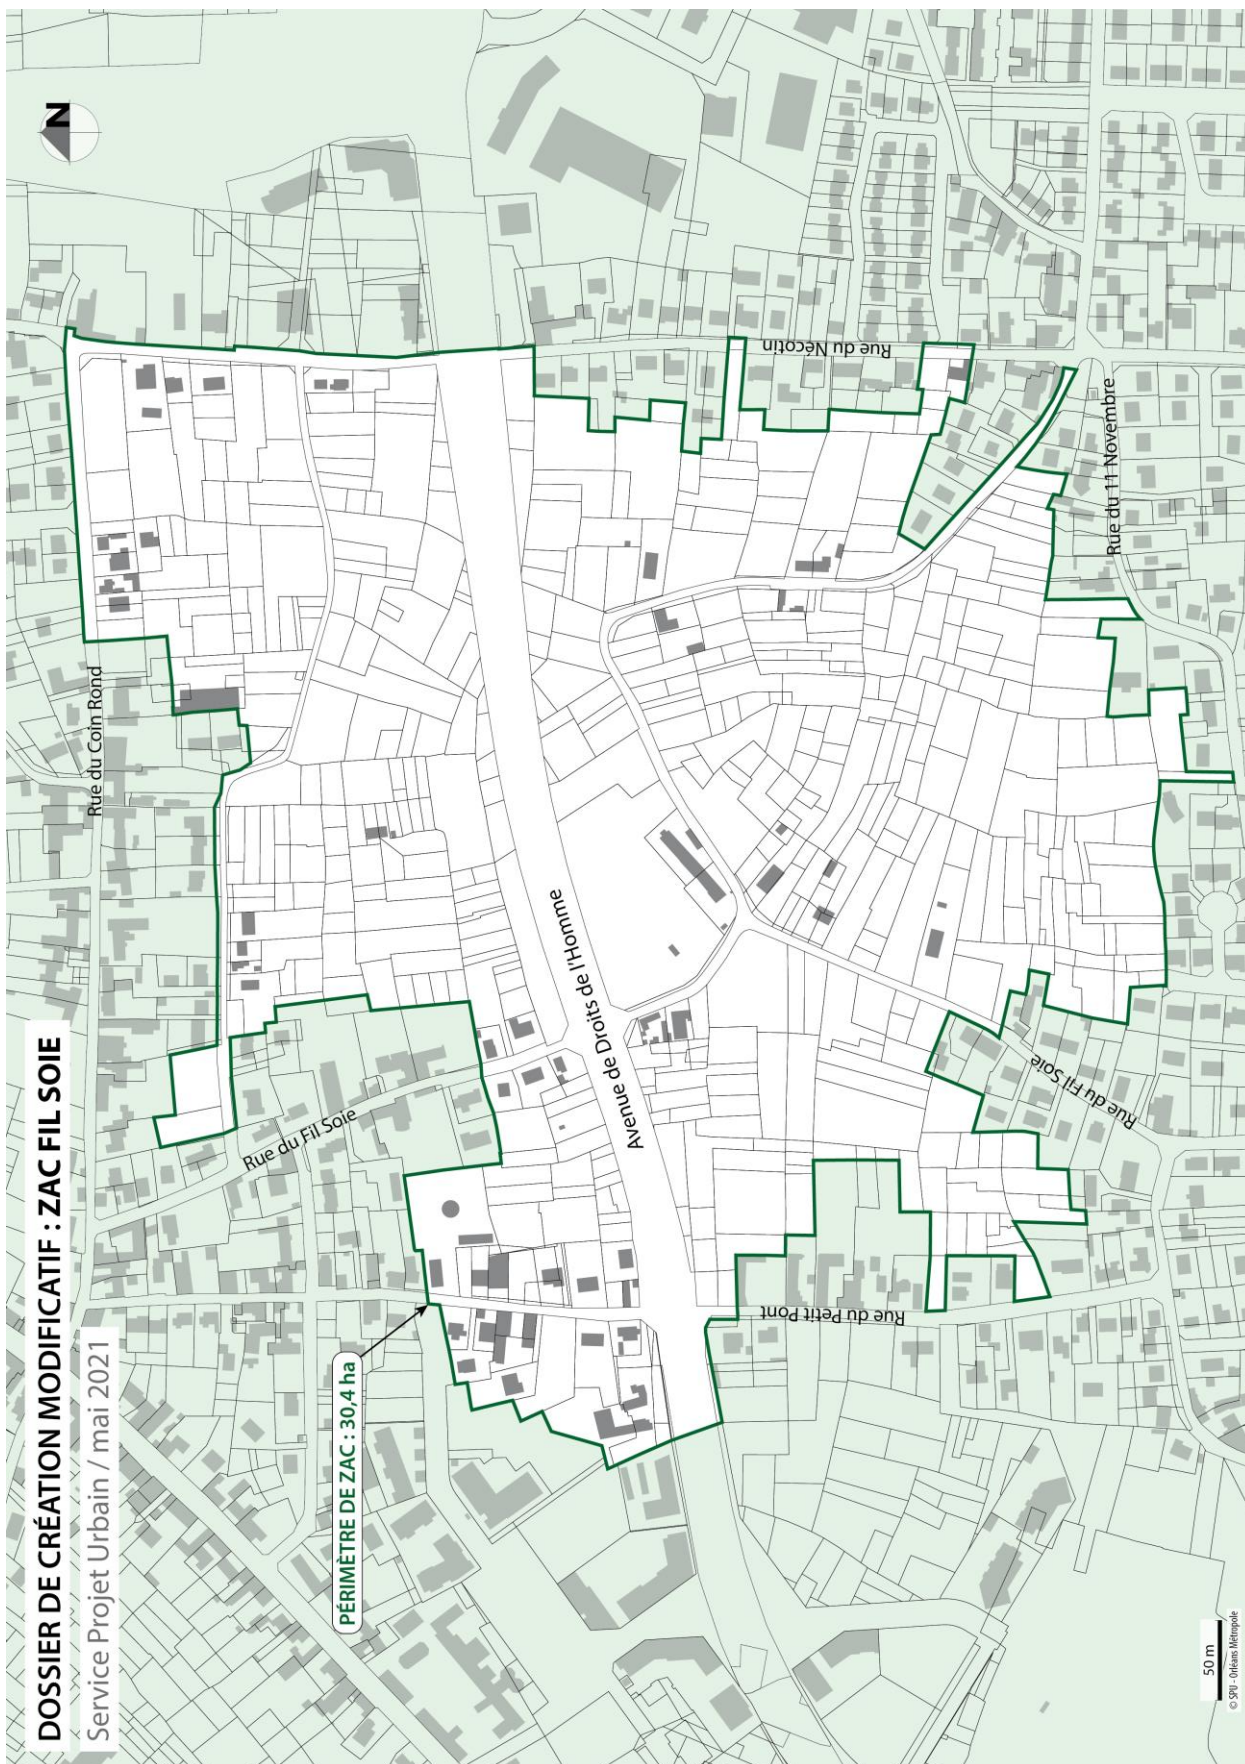 DOSSIER DE CRÉATION MODIFICATIF : ZAC FIL SOIE
Service Projet Urbain / mai 2021
N
Rue du Coin Rond
Rue du Fil Soie
PÉRIMÈTRE DE ZAC : 30,4 ha
Avenue de Droits de l'Homme
Rue du Nécotin
Rue du 11 Novembre
Rue du Fil Soie
Rue du Petit Pont
50 m
© SPU - Orléans Métropole